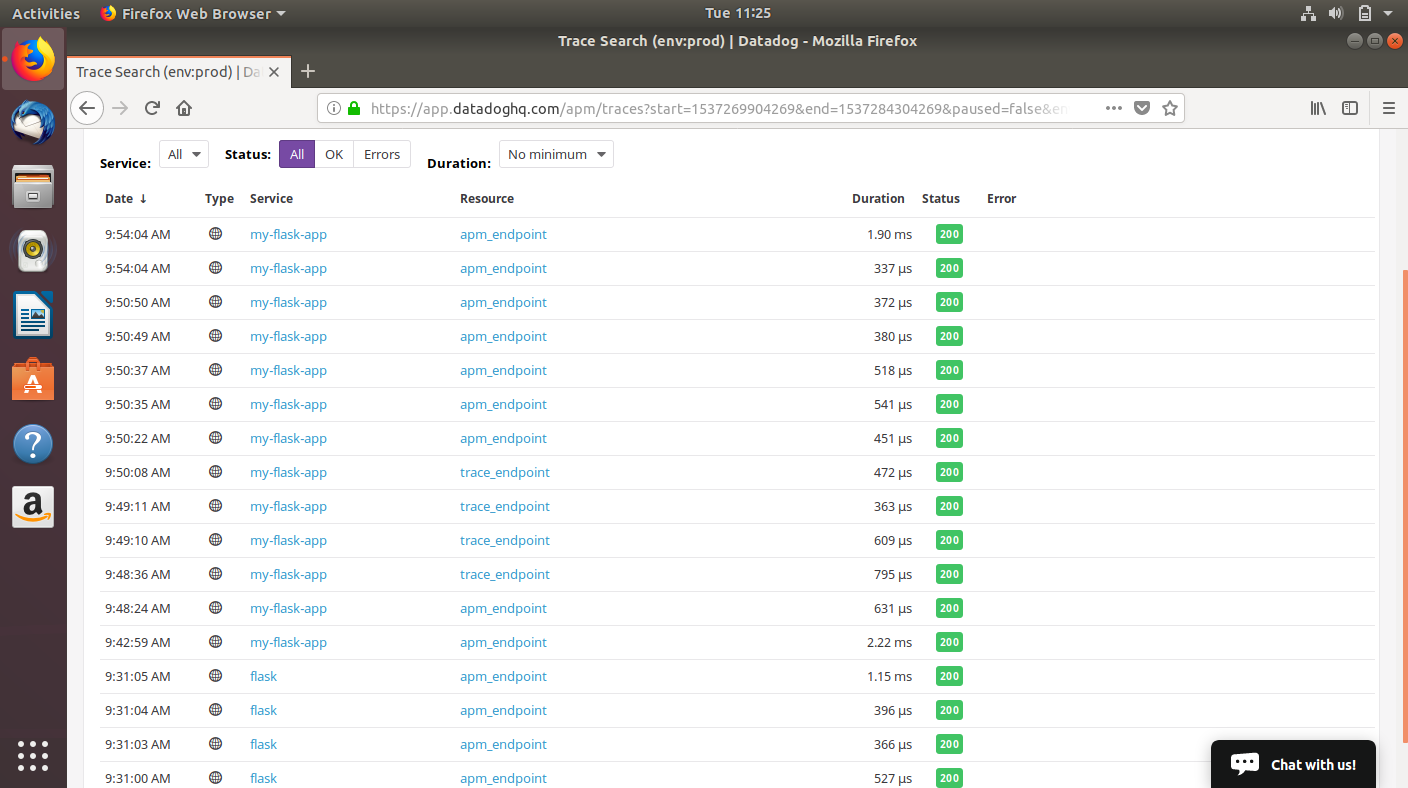 Activities Firefox Web Browser Tue 11:25
Trace Search (env:prod) | Datadog - Mozilla Firefox
Trace Search (env:prod) | Da
https://app.datadoghq.com/apm/traces?start=1537269904269&end=1537284304269&paused=false&e
Service: All Status: All OK Errors Duration: No minimum
Date ↓ Type Service Resource Duration Status Error
9:54:04 AM my-flask-app apm_endpoint 1.90 ms 200
9:54:04 AM my-flask-app apm_endpoint 337 µs 200
9:50:50 AM my-flask-app apm_endpoint 372 µs 200
9:50:49 AM my-flask-app apm_endpoint 380 µs 200
9:50:37 AM my-flask-app apm_endpoint 518 µs 200
9:50:35 AM my-flask-app apm_endpoint 541 µs 200
9:50:22 AM my-flask-app apm_endpoint 451 µs 200
9:50:08 AM my-flask-app trace_endpoint 472 µs 200
9:49:11 AM my-flask-app trace_endpoint 363 µs 200
9:49:10 AM my-flask-app trace_endpoint 609 µs 200
9:48:36 AM my-flask-app trace_endpoint 795 µs 200
9:48:24 AM my-flask-app apm_endpoint 631 µs 200
9:42:59 AM my-flask-app apm_endpoint 2.22 ms 200
9:31:05 AM flask apm_endpoint 1.15 ms 200
9:31:04 AM flask apm_endpoint 396 µs 200
9:31:03 AM flask apm_endpoint 366 µs 200
9:31:00 AM flask apm_endpoint 527 µs 200
Chat with us!